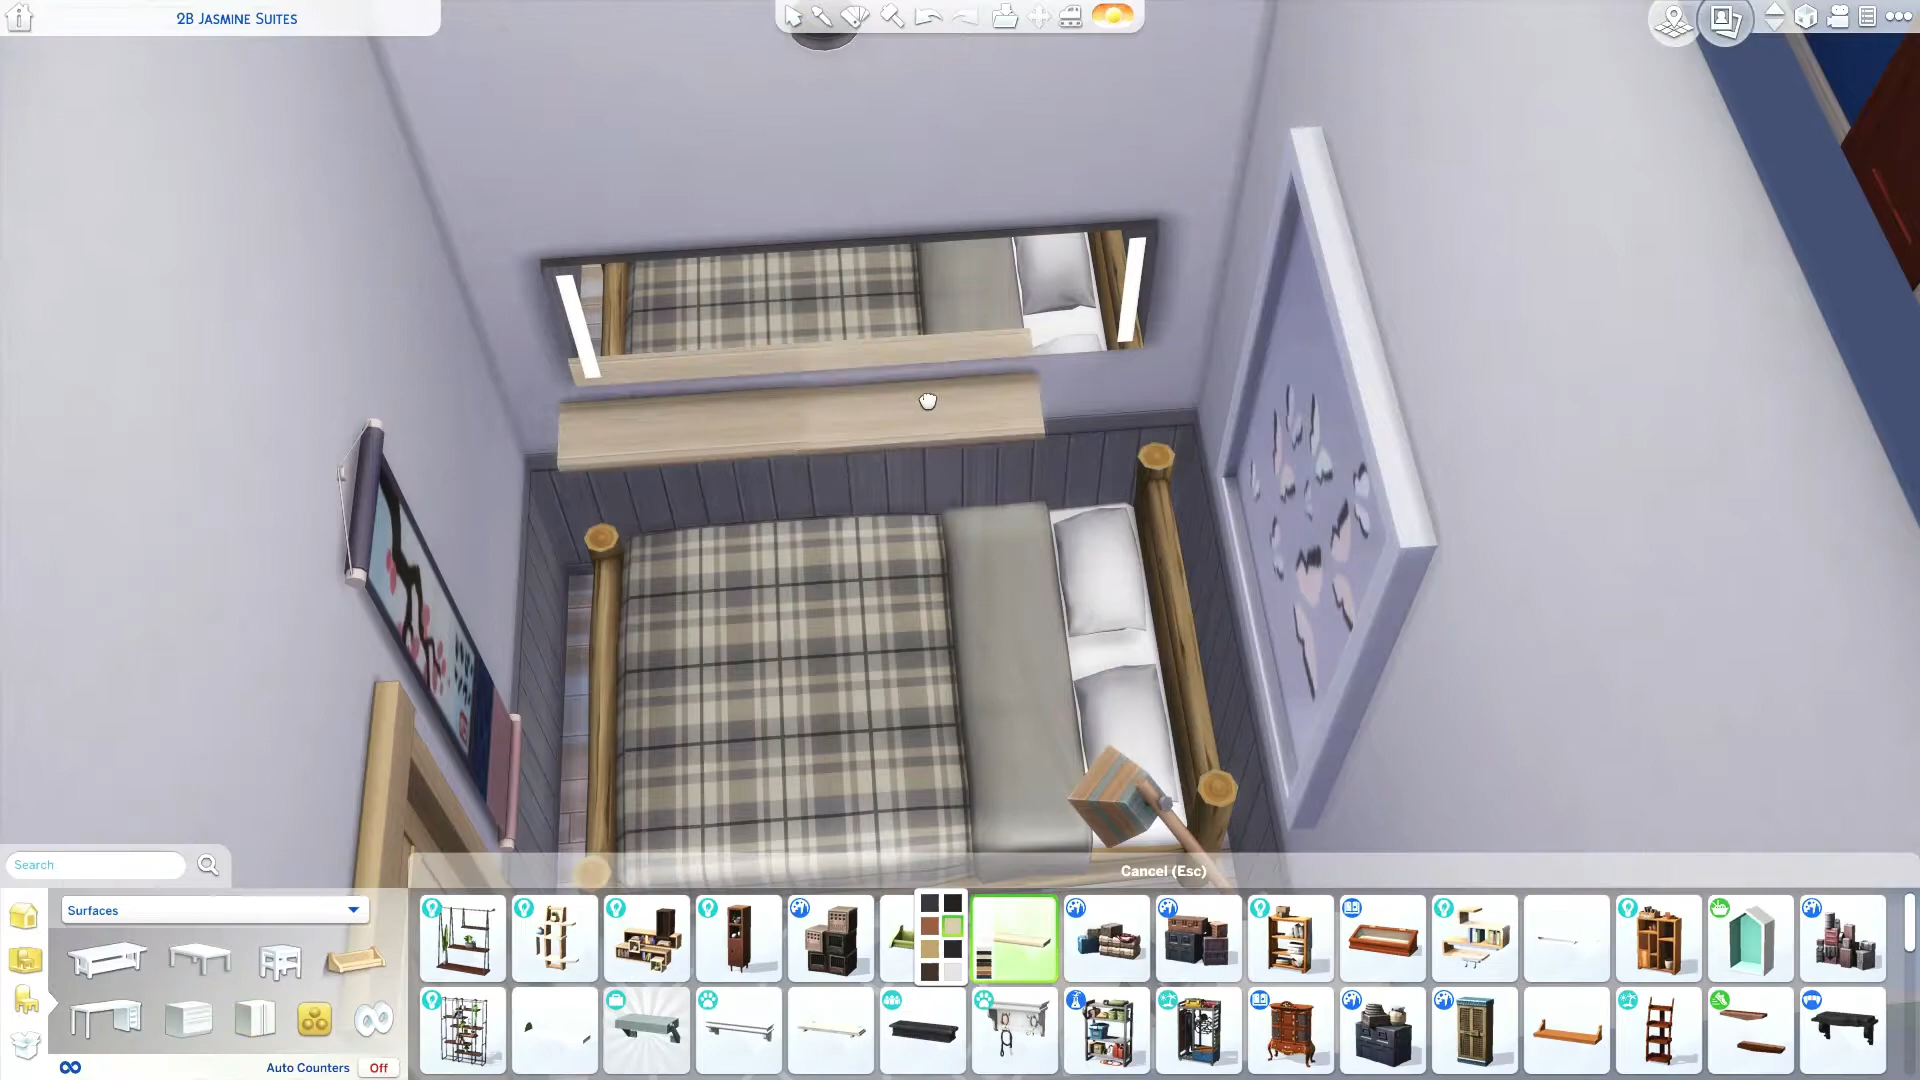 2B Jasmine Suites
Cancel (Esc)
Search
Surfaces
Auto Counters
Off